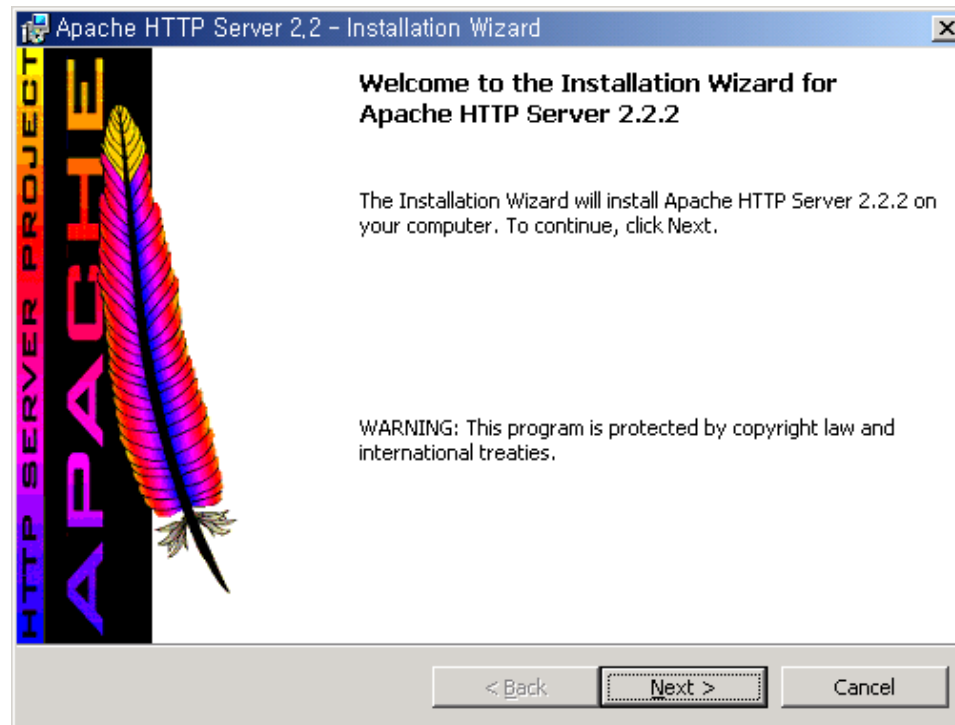 Apache HTTP Server 2,2 - Installation Wizard
HTTP SERVER PROJECT
APACHE
Welcome to the Installation Wizard for
Apache HTTP Server 2.2.2
The Installation Wizard will install Apache HTTP Server 2.2.2 on
your computer. To continue, click Next.
WARNING: This program is protected by copyright law and
international treaties.
< Back
Next >
Cancel